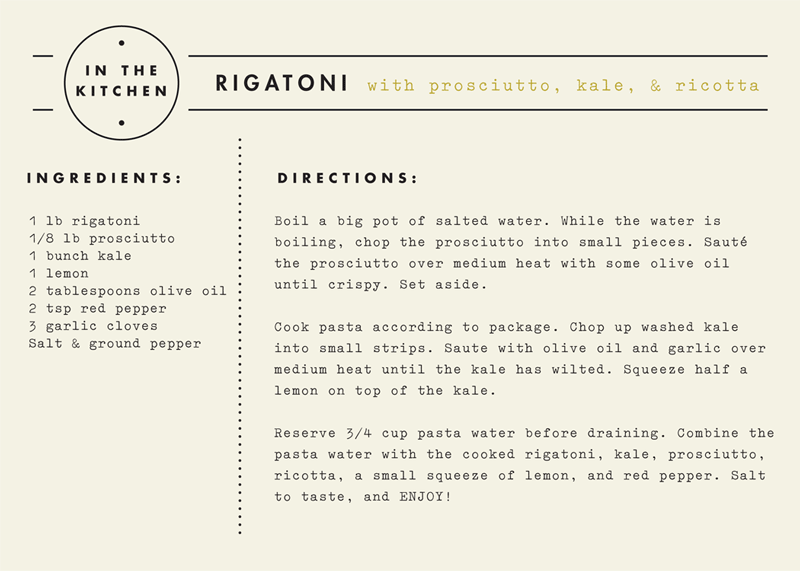 IN THE
KITCHEN
RIGATONI with prosciutto, kale, & ricotta
INGREDIENTS:
1 lb rigatoni
1/8 lb prosciutto
1 bunch kale
1 lemon
2 tablespoons olive oil
2 tsp red pepper
3 garlic cloves
Salt & ground pepper
DIRECTIONS:
Boil a big pot of salted water. While the water is
boiling, chop the prosciutto into small pieces. Sauté
the prosciutto over medium heat with some olive oil
until crispy. Set aside.
Cook pasta according to package. Chop up washed kale
into small strips. Saute with olive oil and garlic over
medium heat until the kale has wilted. Squeeze half a
lemon on top of the kale.
Reserve 3/4 cup pasta water before draining. Combine the
pasta water with the cooked rigatoni, kale, prosciutto,
ricotta, a small squeeze of lemon, and red pepper. Salt
to taste, and ENJOY!